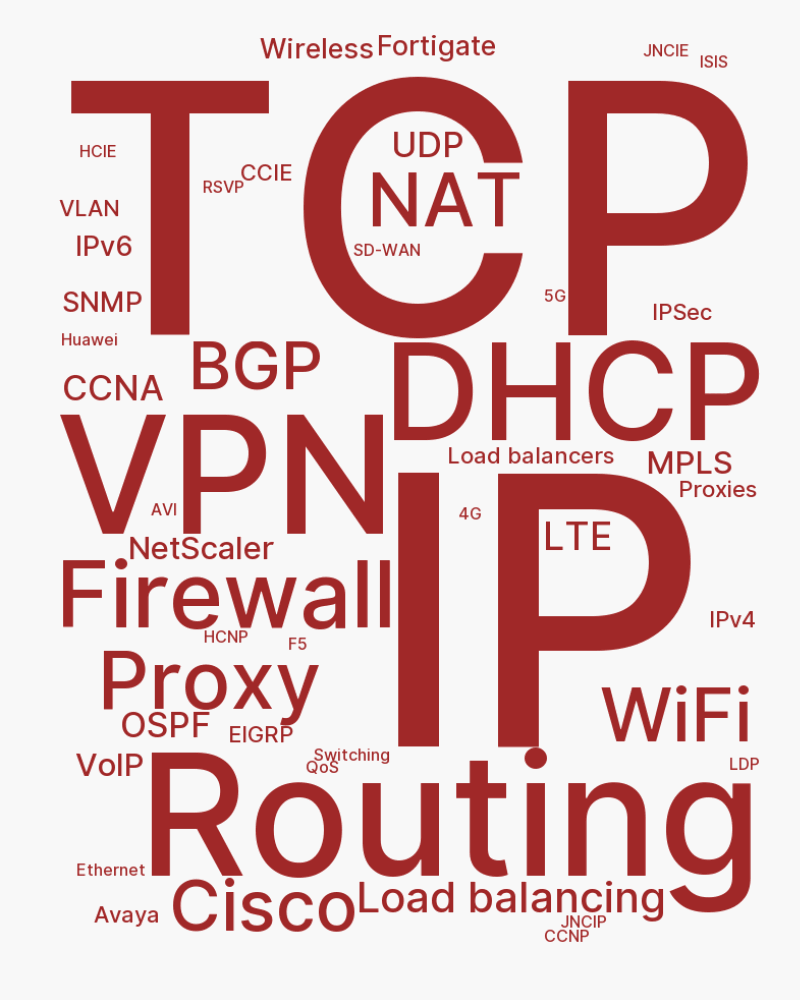 Wireless
Fortigate
JNCIE
ISIS
TCP
UDP
HCIE
CCIE
RSVP
NAT
VLAN
IPv6
SD-WAN
SNMP
5G
IPSec
Huawei
BGP
DHCP
CCNA
VPN
Load balancers
MPLS
Proxies
AVI
4G
IP
LTE
NetScaler
Firewall
IPv4
HCNP
F5
Proxy
WiFi
OSPF
EIGRP
Switching
QoS
VoIP
LDP
Routing
Ethernet
Cisco
Load balancing
Avaya
JNCIP
CCNP